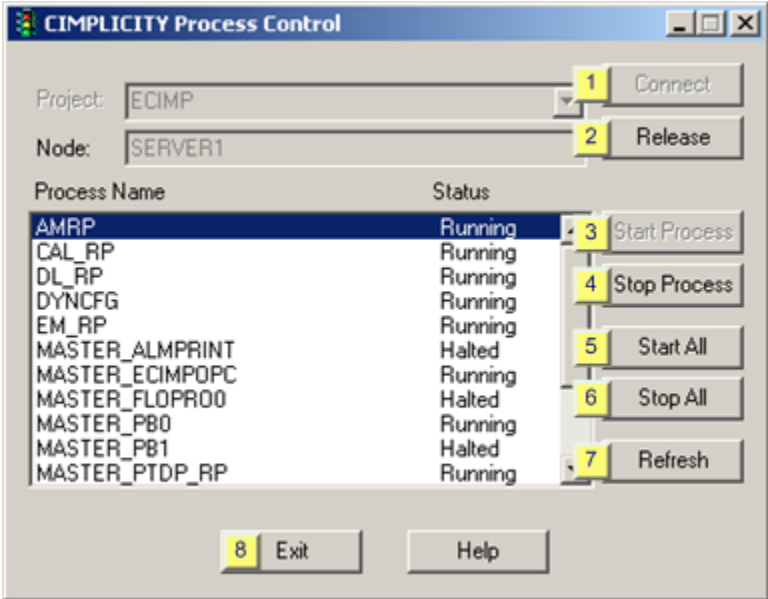 CIMPLICITY Process Control
Project: ECIMP 1 Connect
Node: SERVER1 2 Release
Process Name Status
AMRP Running 3 Start Process
CAL_RP Running
DL_RP Running 4 Stop Process
DYNCFG Running
EM_RP Running
MASTER_ALMPRINT Halted 5 Start All
MASTER_ECIMPOPC Running
MASTER_FLOPRO0 Halted 6 Stop All
MASTER_PB0 Running
MASTER_PB1 Halted 7 Refresh
MASTER_PTDP_RP Running
8 Exit Help